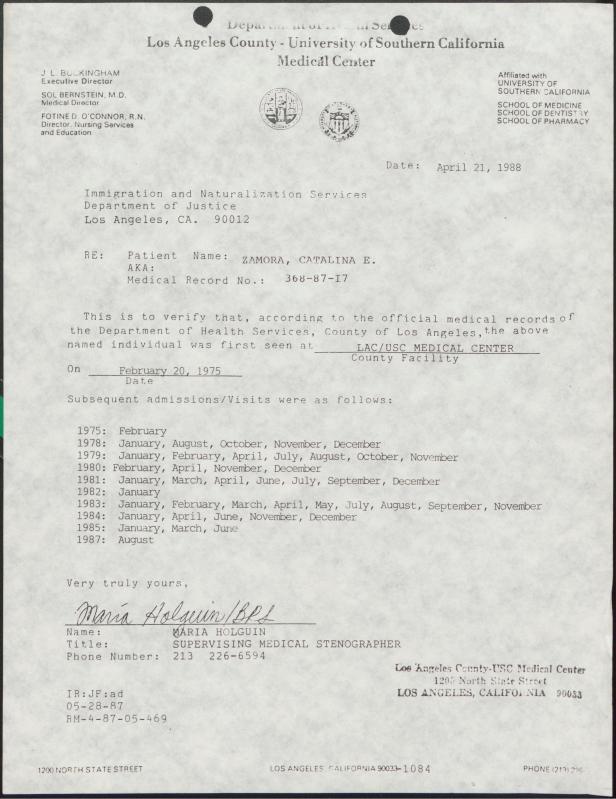 Los Angeles County - University of Southern California
Medical Center
J. L. BUCKINGHAM
Executive Director
SOL BERNSTEIN, M.D.
Medical Director
FOTINE D. O'CONNOR, R.N.
Director, Nursing Services
and Education
Affiliated with
UNIVERSITY OF
SOUTHERN CALIFORNIA
SCHOOL OF MEDICINE
SCHOOL OF DENTISTRY
SCHOOL OF PHARMACY
Date: April 21, 1988
Immigration and Naturalization Services
Department of Justice
Los Angeles, CA. 90012
RE: Patient Name: ZAMORA, CATALINA E.
AKA:
Medical Record No.: 368-87-17
This is to verify that, according to the official medical records of
the Department of Health Services, County of Los Angeles, the above
named individual was first seen at LAC/USC MEDICAL CENTER
County Facility
On February 20, 1975
Date
Subsequent admissions/Visits were as follows:
1975: February
1978: January, August, October, November, December
1979: January, February, April, July, August, October, November
1980: February, April, November, December
1981: January, March, April, June, July, September, December
1982: January
1983: January, February, March, April, May, July, August, September, November
1984: January, April, June, November, December
1985: January, March, June
1987: August
Very truly yours,
Maria Holguin/BPS
Name: MARIA HOLGUIN
Title: SUPERVISING MEDICAL STENOGRAPHER
Phone Number: 213 226-6594
Los Angeles County-USC Medical Center
1200 North State Street
LOS ANGELES, CALIFORNIA 90033
IR:JF:ad
05-28-87
RM-4-87-05-469
1200 NORTH STATE STREET
LOS ANGELES, CALIFORNIA 90033-1084
PHONE (213)